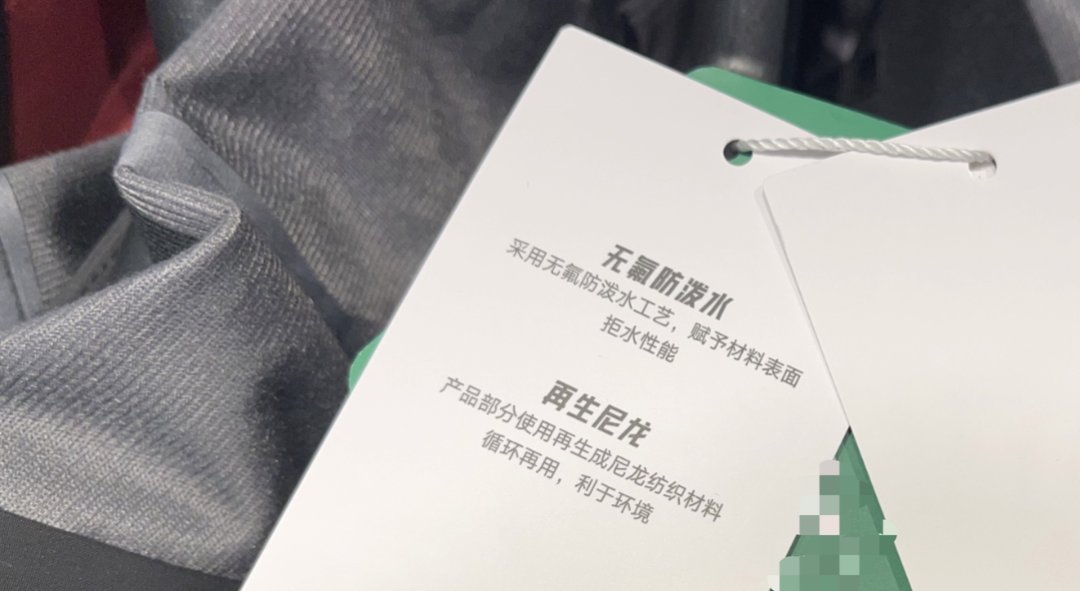 无氟防泼水
采用无氟防泼水工艺，赋予材料表面
拒水性能
再生尼龙
产品部分使用再生成尼龙纺织材料
循环再用，利于环境